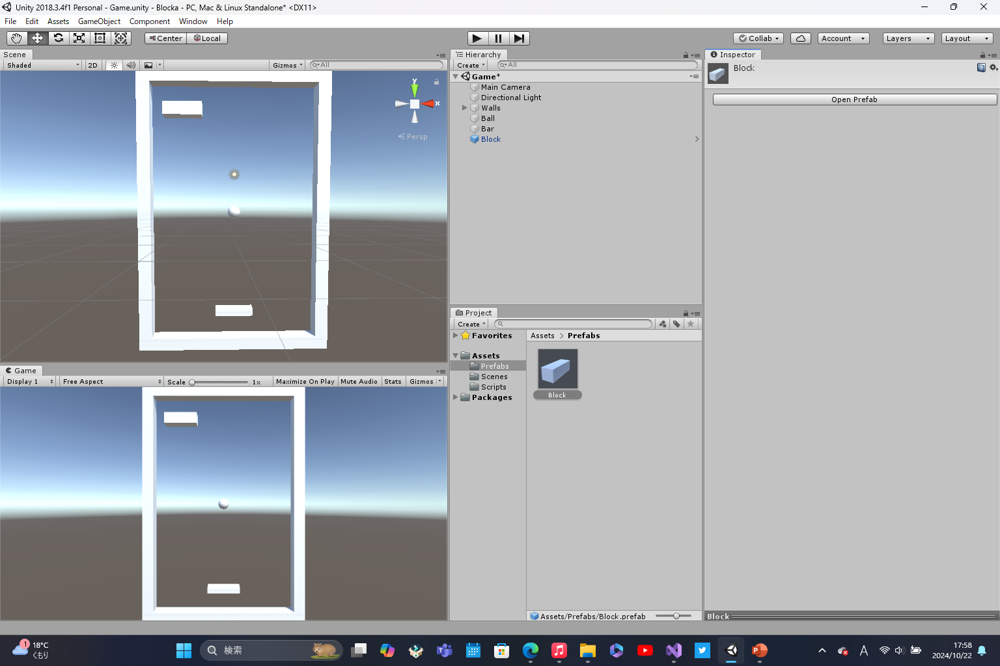 Unity 2018.3.4f1 Personal - Game.unity - Blocka - PC, Mac & Linux Standalone* <DX11>
File Edit Assets GameObject Component Window Help
Center Local Collab Account Layers Layout
Scene
Shaded 2D Gizmos All
y
x
Persp
Hierarchy
Create All
Game*
Main Camera
Directional Light
Walls
Ball
Bar
Block
Inspector
Block
Open Prefab
Game
Display 1 Free Aspect Scale 1x Maximize On Play Mute Audio Stats Gizmos
Project
Create
Favorites
Assets
Prefabs
Scenes
Scripts
Packages
Assets > Prefabs
Block
Assets/Prefabs/Block.prefab
Block
1
18°C
くもり
検索
A
17:58
2024/10/22